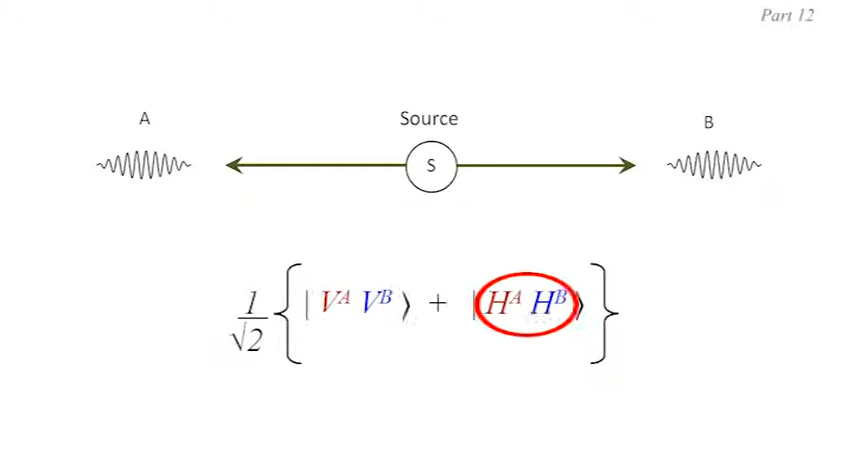 Part 12
A Source B
S
1/√2 { | V^A V^B ⟩ + | H^A H^B ⟩ }